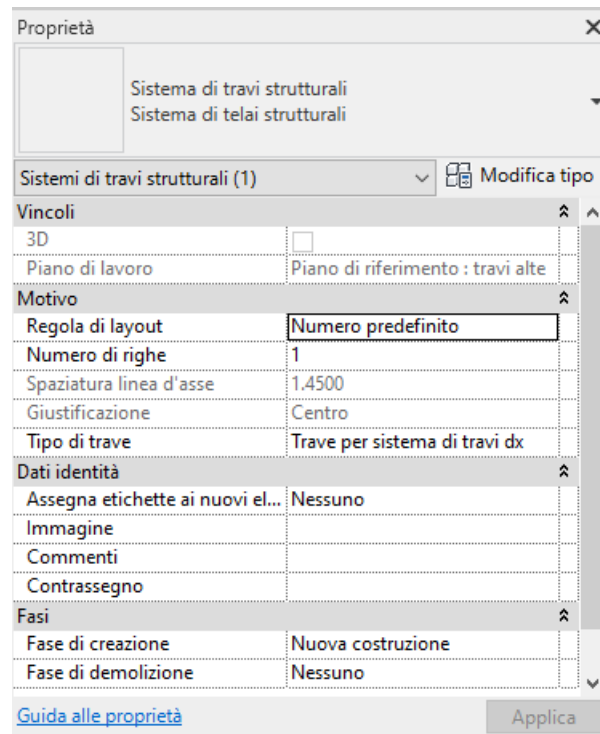 Proprietà
Sistema di travi strutturali
Sistema di telai strutturali
Sistemi di travi strutturali (1) Modifica tipo
Vincoli
3D
Piano di lavoro Piano di riferimento : travi alte
Motivo
Regola di layout Numero predefinito
Numero di righe 1
Spaziatura linea d'asse 1.4500
Giustificazione Centro
Tipo di trave Trave per sistema di travi dx
Dati identità
Assegna etichette ai nuovi el... Nessuno
Immagine
Commenti
Contrassegno
Fasi
Fase di creazione Nuova costruzione
Fase di demolizione Nessuno
Guida alle proprietà Applica